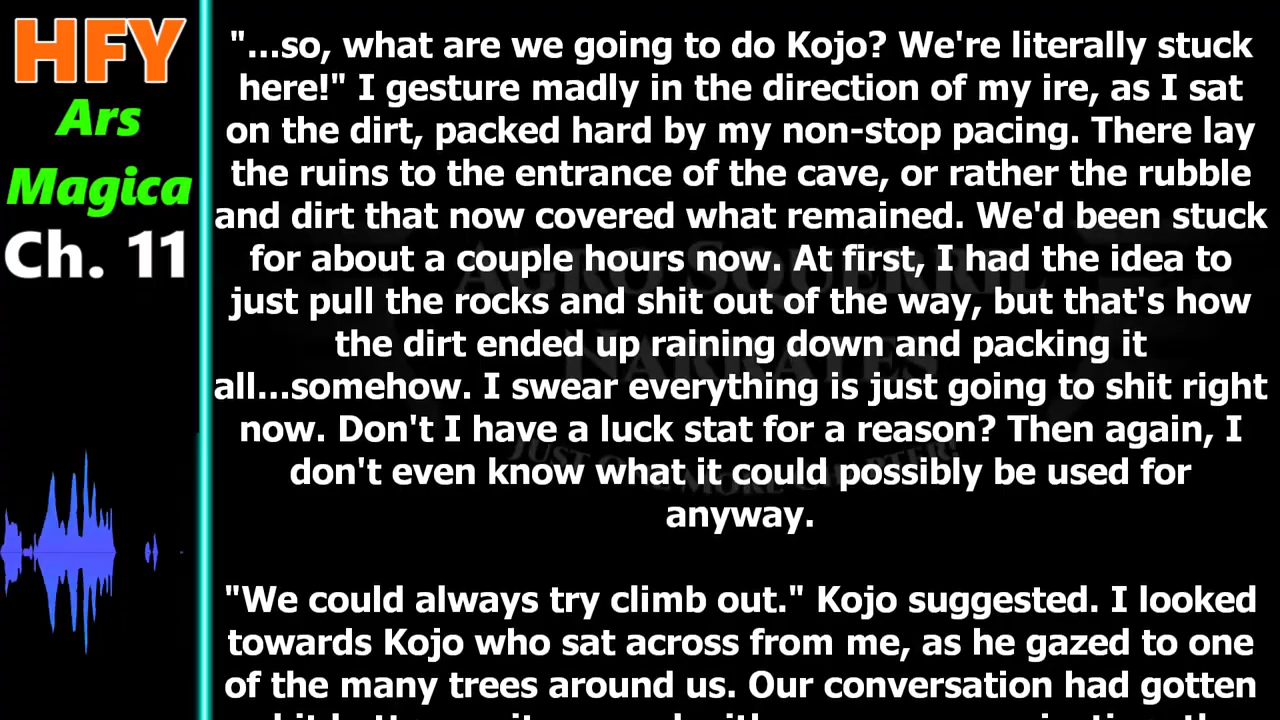 HFY
Ars
Magica
Ch. 11
"...so, what are we going to do Kojo? We're literally stuck
here!" I gesture madly in the direction of my ire, as I sat
on the dirt, packed hard by my non-stop pacing. There lay
the ruins to the entrance of the cave, or rather the rubble
and dirt that now covered what remained. We'd been stuck
for about a couple hours now. At first, I had the idea to
just pull the rocks and shit out of the way, but that's how
the dirt ended up raining down and packing it
all...somehow. I swear everything is just going to shit right
now. Don't I have a luck stat for a reason? Then again, I
don't even know what it could possibly be used for
anyway.
"We could always try climb out." Kojo suggested. I looked
towards Kojo who sat across from me, as he gazed to one
of the many trees around us. Our conversation had gotten